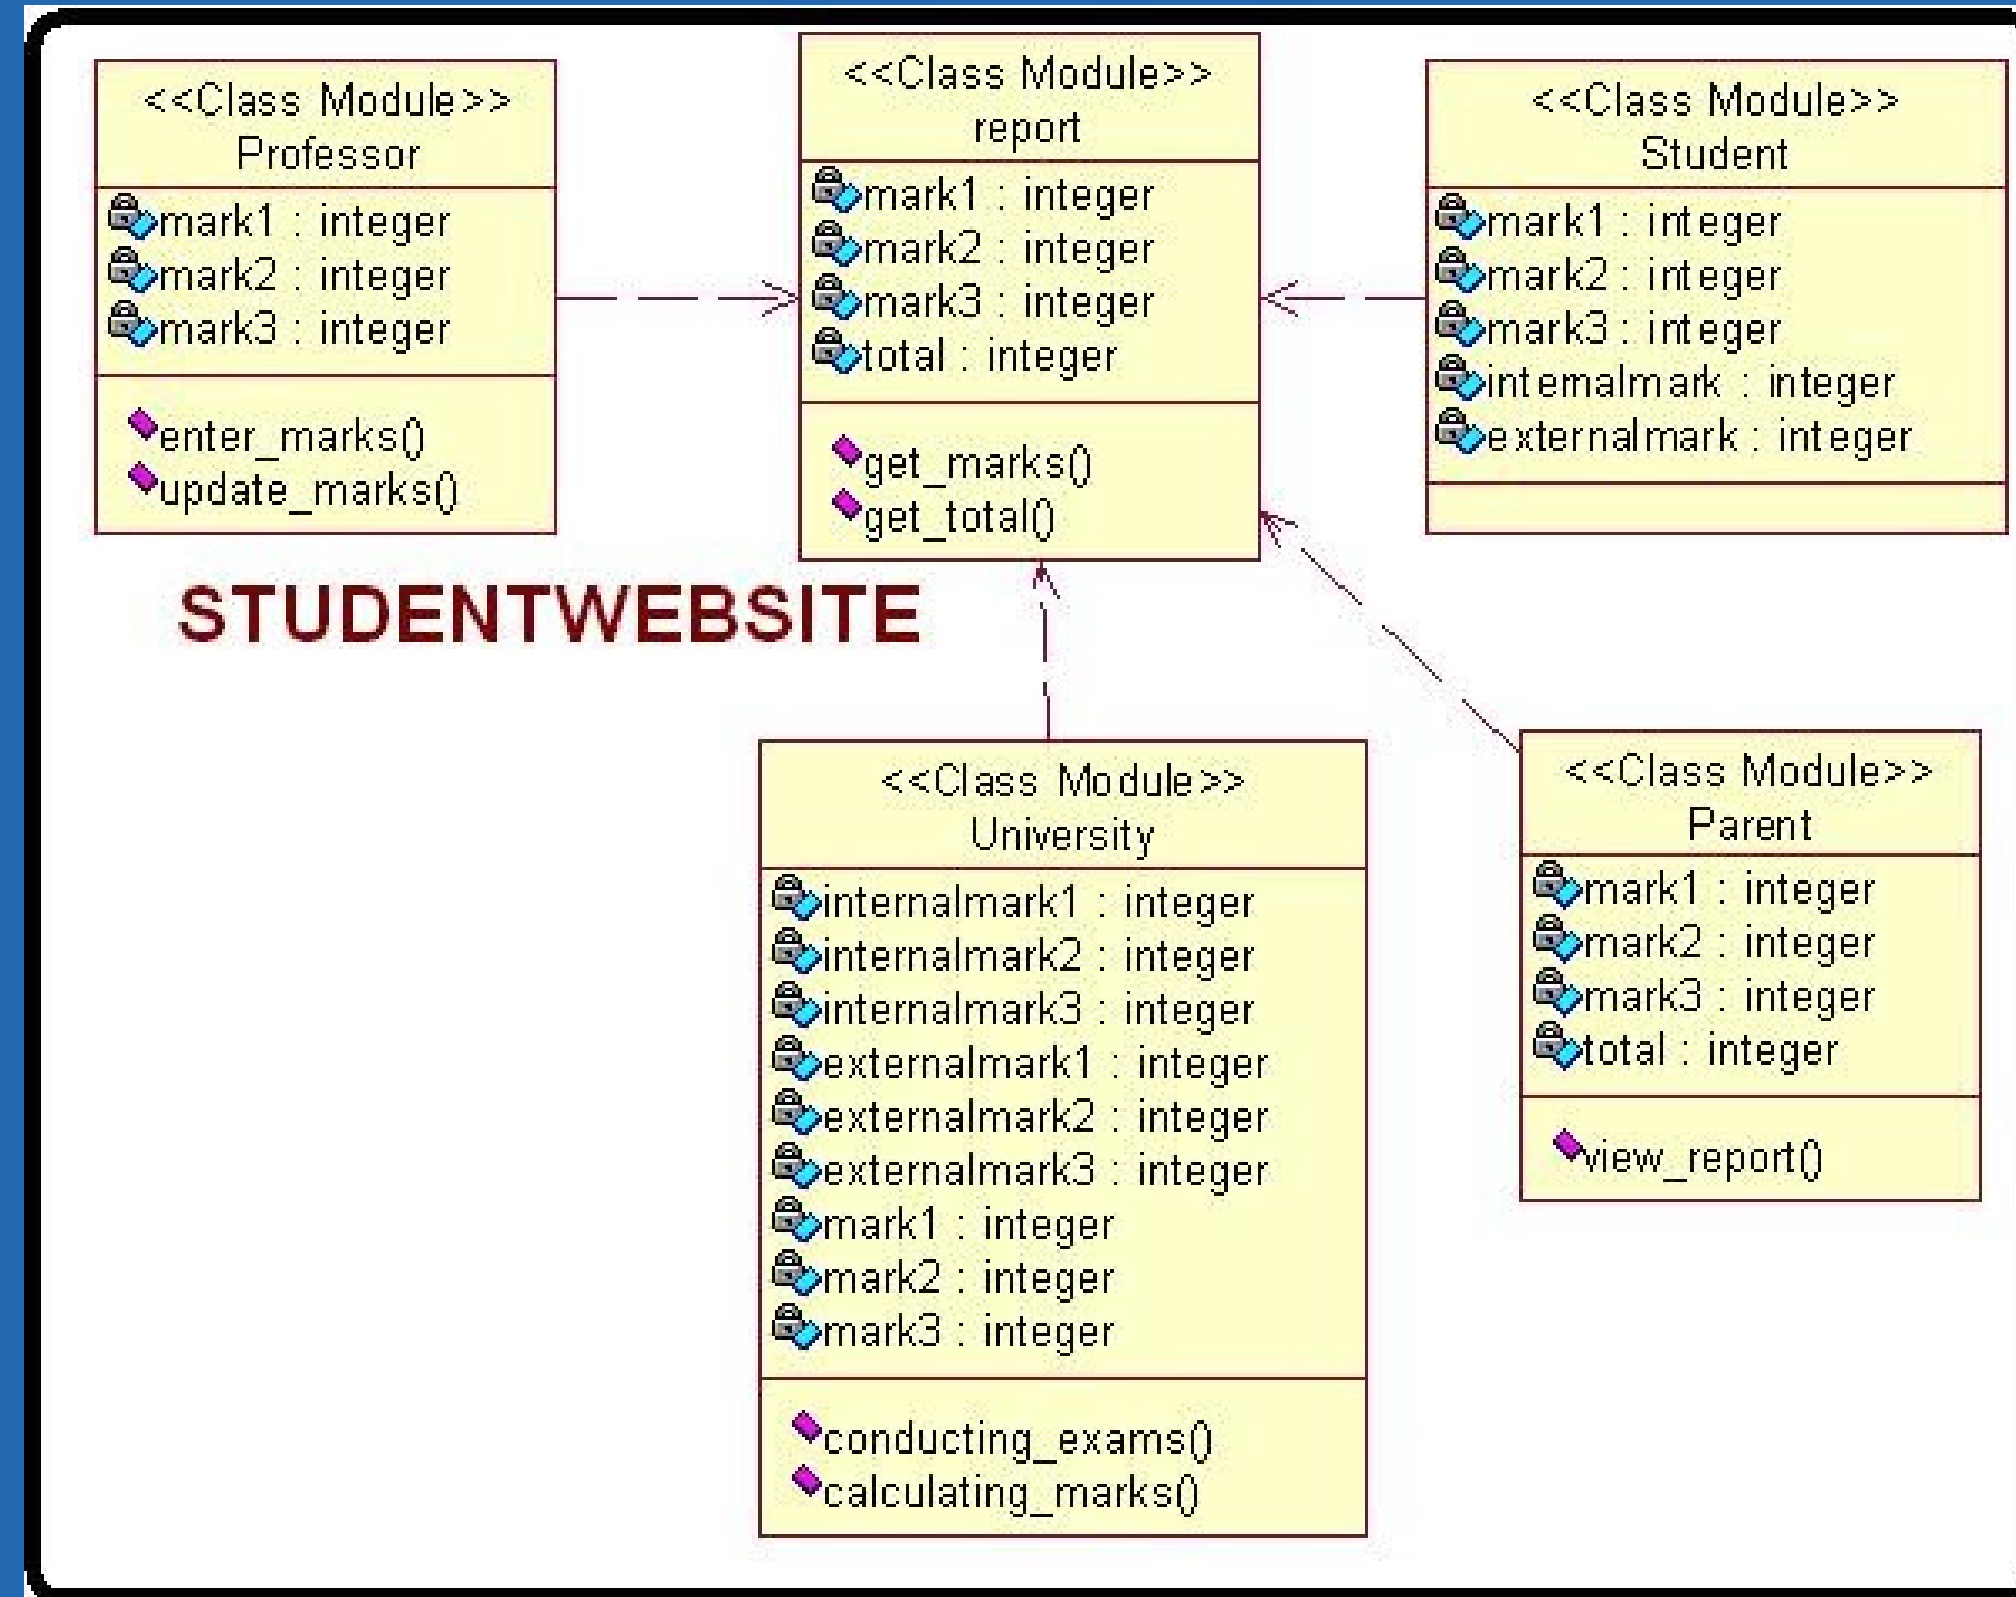 <<Class Module>>
Professor
mark1 : integer
mark2 : integer
mark3 : integer
enter_marks()
update_marks()
<<Class Module>>
report
mark1 : integer
mark2 : integer
mark3 : integer
total : integer
get_marks()
get_total()
<<Class Module>>
Student
mark1 : integer
mark2 : integer
mark3 : integer
internalmark : integer
externalmark : integer
STUDENTWEBSITE
<<Class Module>>
University
internalmark1 : integer
internalmark2 : integer
internalmark3 : integer
externalmark1 : integer
externalmark2 : integer
externalmark3 : integer
mark1 : integer
mark2 : integer
mark3 : integer
conducting_exams()
calculating_marks()
<<Class Module>>
Parent
mark1 : integer
mark2 : integer
mark3 : integer
total : integer
view_report()